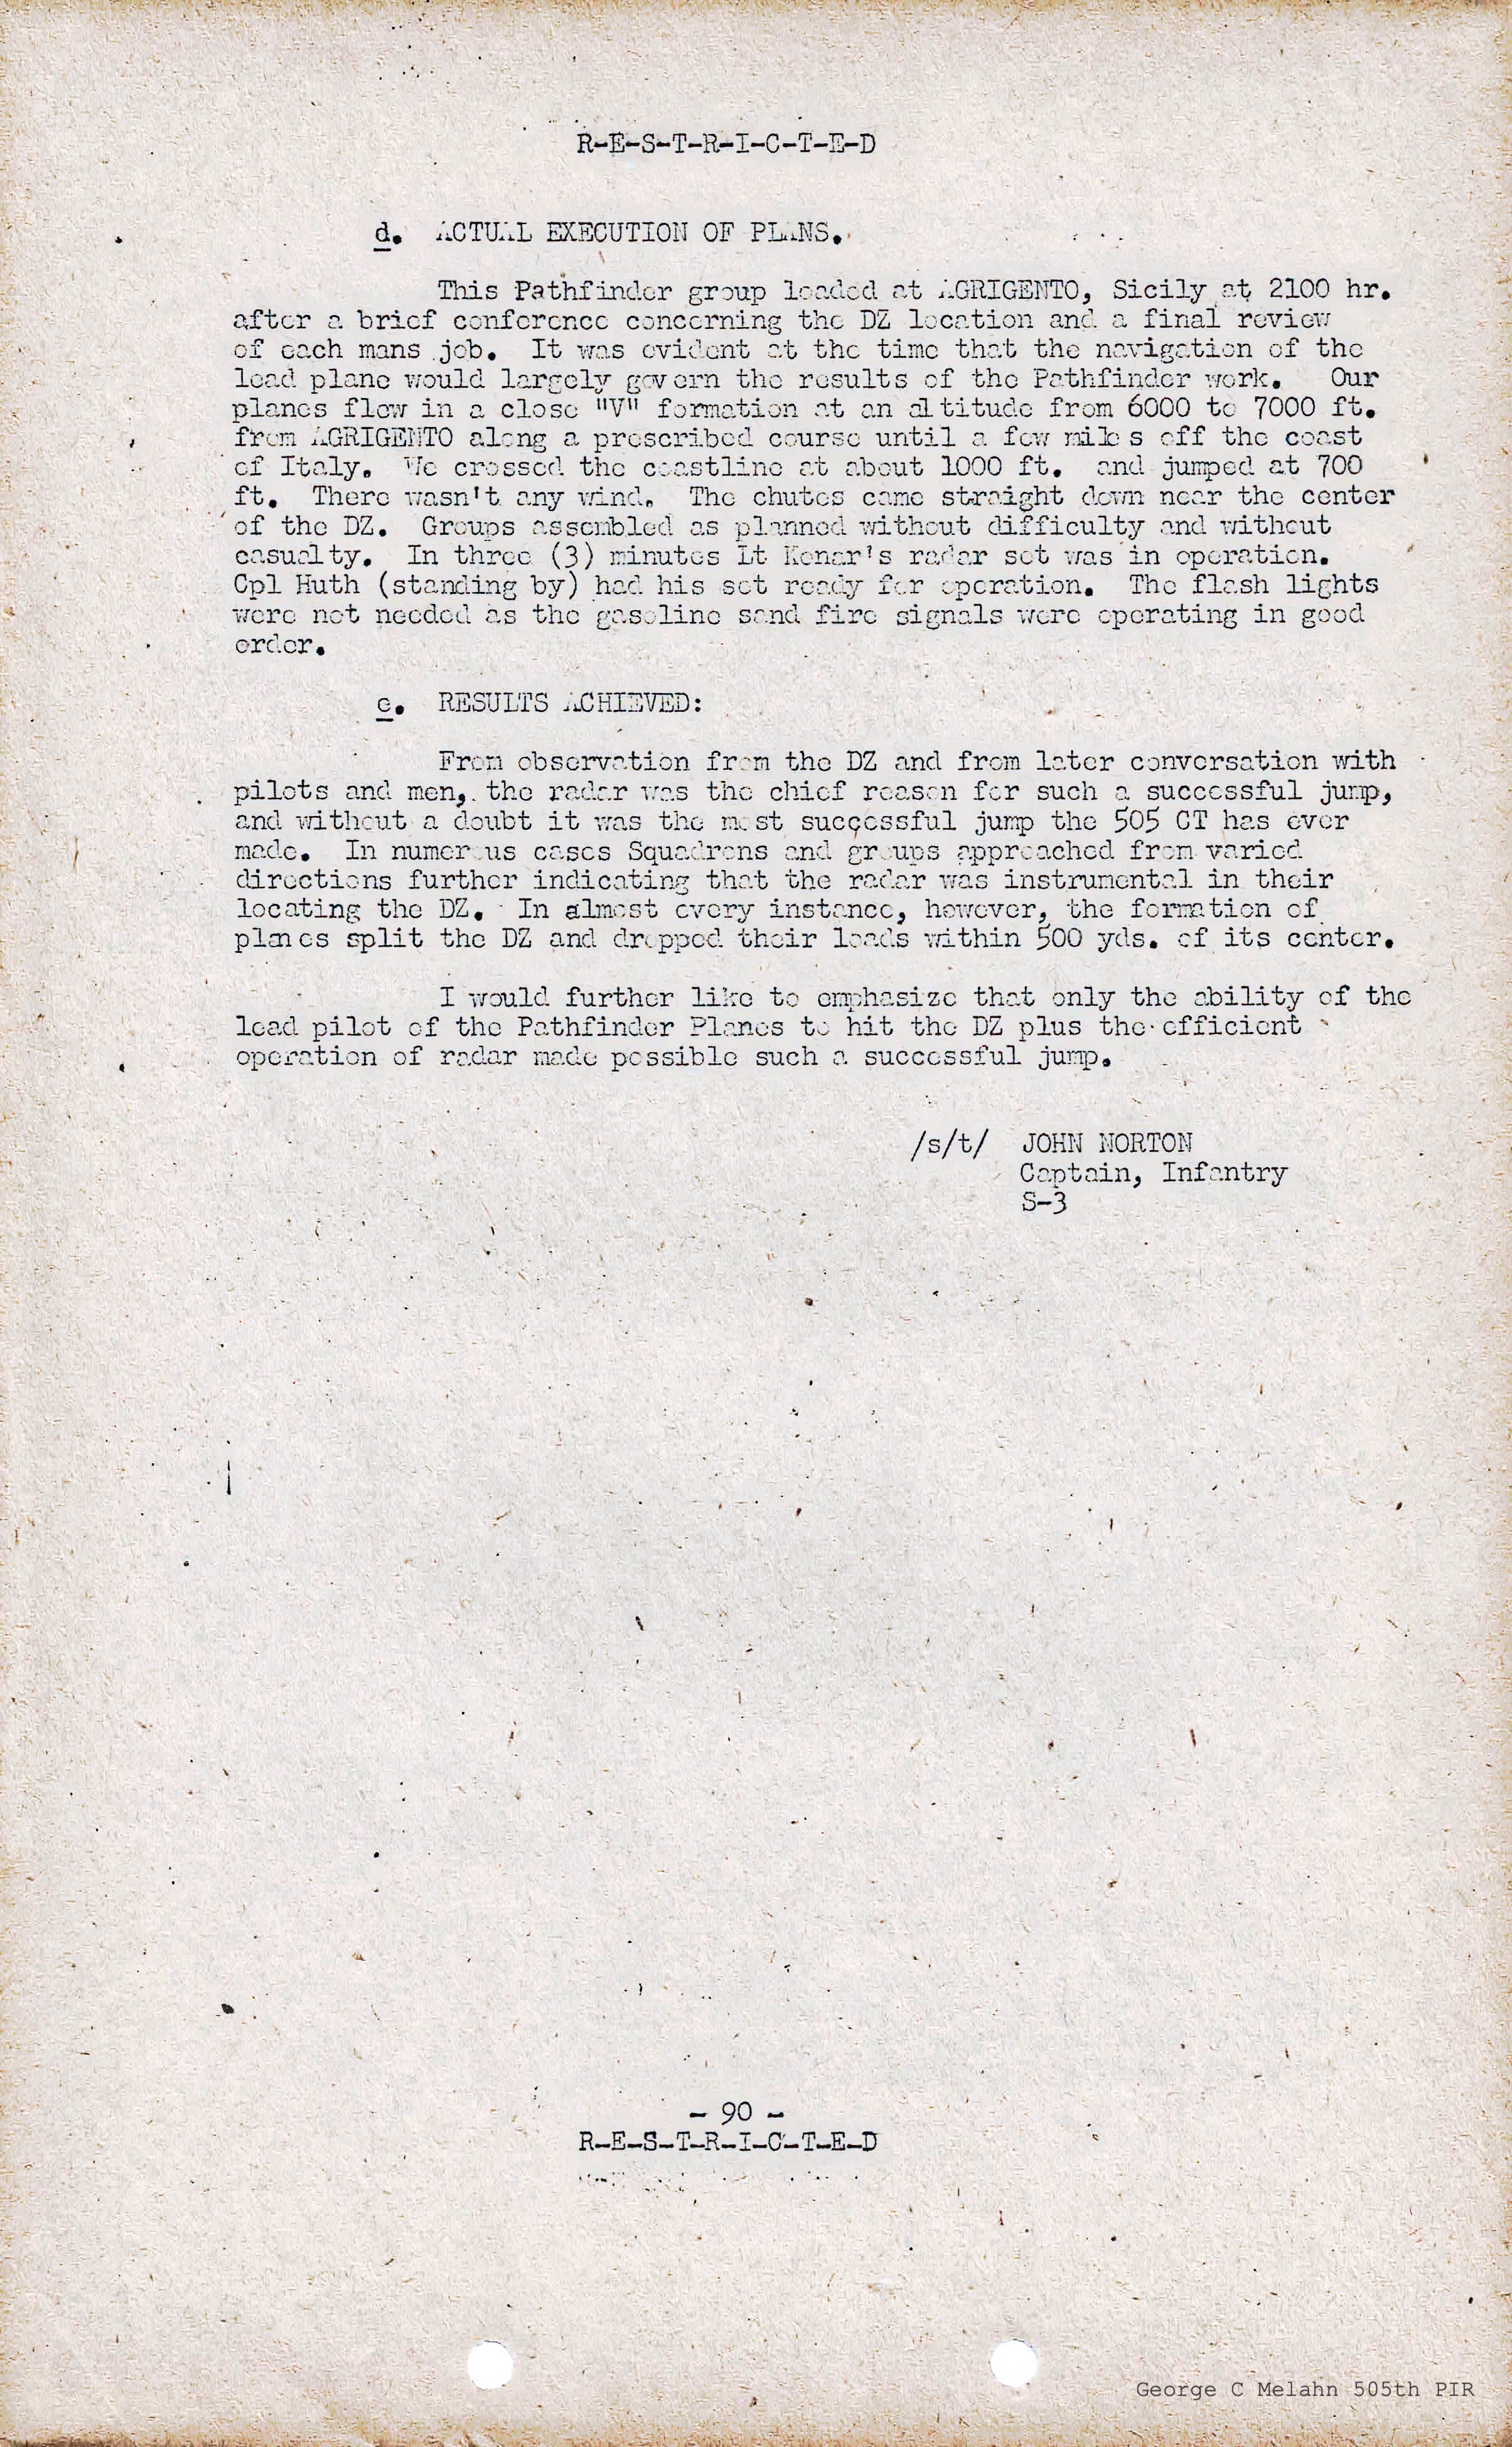 R-E-S-T-R-I-C-T-E-D
d. ACTUAL EXECUTION OF PLANS.
This Pathfinder group loaded at AGRIGENTO, Sicily at 2100 hr.
after a brief conference concerning the DZ location and a final review
of each mans job. It was evident at the time that the navigation of the
lead plane would largely govern the results of the Pathfinder work. Our
planes flew in a close "V" formation at an altitude from 6000 to 7000 ft.
from AGRIGENTO along a prescribed course until a few miles off the coast
of Italy. We crossed the coastline at about 1000 ft. and jumped at 700
ft. There wasn't any wind. The chutes came straight down near the center
of the DZ. Groups assembled as planned without difficulty and without
casualty. In three (3) minutes Lt Konar's radar set was in operation.
Cpl Huth (standing by) had his set ready for operation. The flash lights
were not needed as the gasoline sand fire signals were operating in good
order.
e. RESULTS ACHIEVED:
From observation from the DZ and from later conversation with
pilots and men, the radar was the chief reason for such a successful jump,
and without a doubt it was the most successful jump the 505 CT has ever
made. In numerous cases Squadrons and groups approached from varied
directions further indicating that the radar was instrumental in their
locating the DZ. In almost every instance, however, the formation of
planes split the DZ and dropped their loads within 500 yds. of its center.
I would further like to emphasize that only the ability of the
lead pilot of the Pathfinder Planes to hit the DZ plus the efficient
operation of radar made possible such a successful jump.
/s/t/ JOHN NORTON
Captain, Infantry
S-3
- 90 -
R-E-S-T-R-I-C-T-E-D
George C Melahn 505th PIR